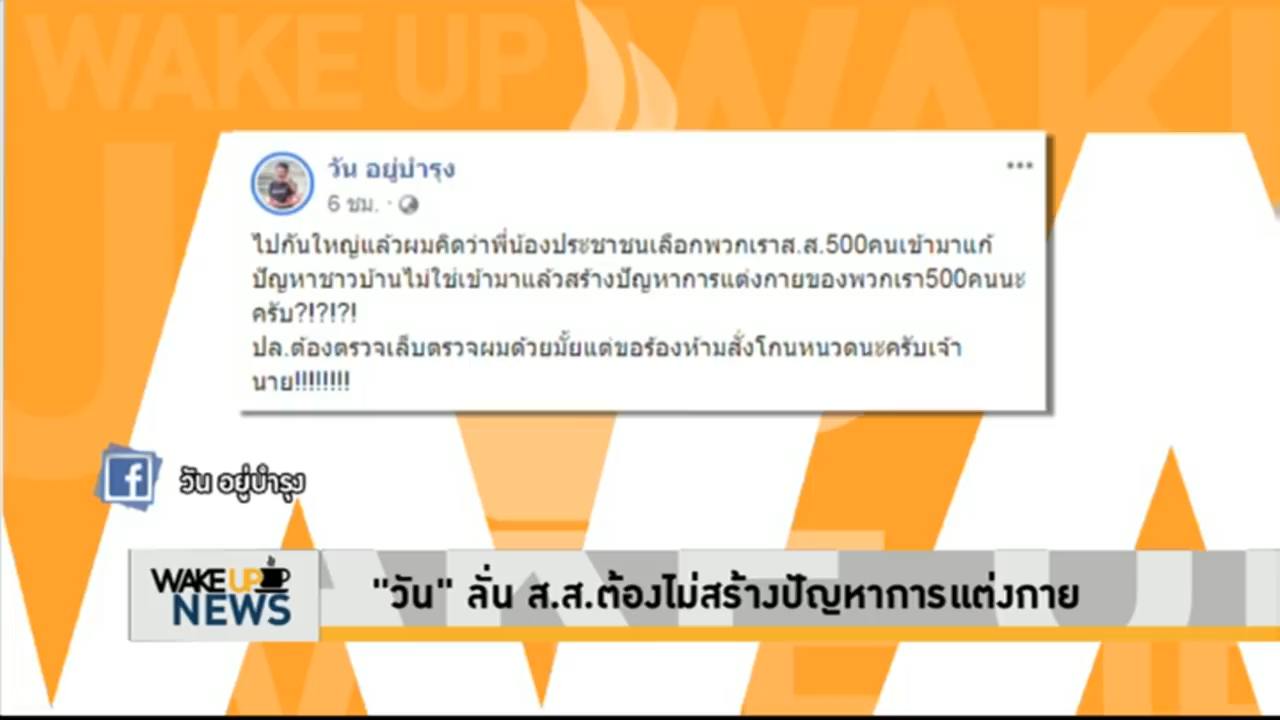 WAKE UP
วัน อยู่บำรุง
6 ชม. ·
ไปกันใหญ่แล้วผมคิดว่าพี่น้องประชาชนเลือกพวกเราส.ส.500คนเข้ามาแก้
ปัญหาชาวบ้านไม่ใช่เข้ามาแล้วสร้างปัญหาการแต่งกายของพวกเรา500คนนะ
ครับ?!?!?!
ปล.ต้องตรวจเล็บตรวจผมด้วยมั้ยแต่ขอร้องห้ามสั่งโกนหนวดนะครับเจ้า
นาย!!!!!!!!
วัน อยู่บำรุง
WAKE UP
NEWS
"วัน" ลั่น ส.ส.ต้องไม่สร้างปัญหาการแต่งกาย